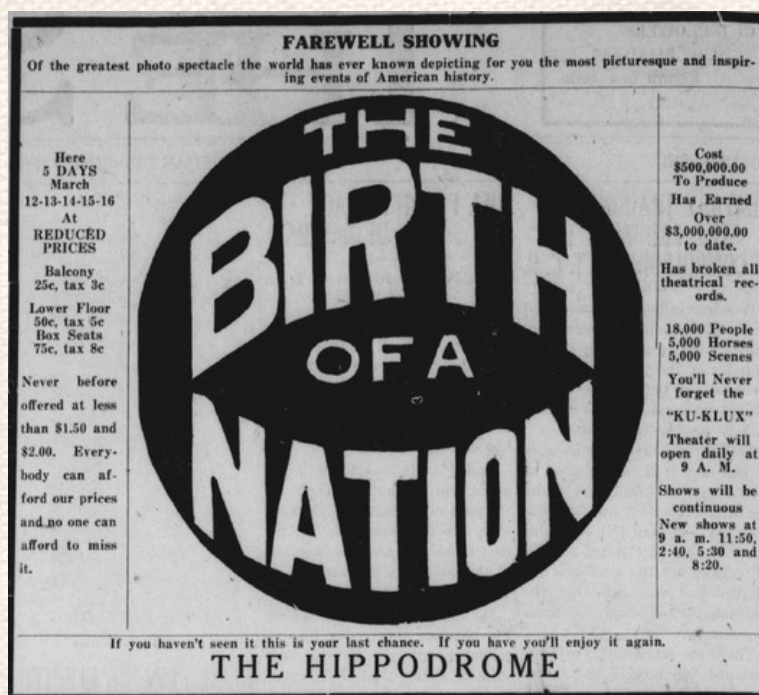 FAREWELL SHOWING
Of the greatest photo spectacle the world has ever known depicting for you the most picturesque and inspir-
ing events of American history.
Here
5 DAYS
March
12-13-14-15-16
At
REDUCED
PRICES
Balcony
25c, tax 3c
Lower Floor
50c, tax 5c
Box Seats
75c, tax 8c
Never before
offered at less
than $1.50 and
$2.00. Every-
body can af-
ford our prices
and no one can
afford to miss
it.
THE
BIRTH
OF A
NATION
Cost
$500,000.00
To Produce
Has Earned
Over
$3,000,000.00
to date.
Has broken all
theatrical rec-
ords.
18,000 People
5,000 Horses
5,000 Scenes
You'll Never
forget the
"KU-KLUX"
Theater will
open daily at
9 A. M.
Shows will be
continuous
New shows at
9 a. m. 11:50,
2:40, 5:30 and
8:20.
If you haven't seen it this is your last chance. If you have you'll enjoy it again.
THE HIPPODROME